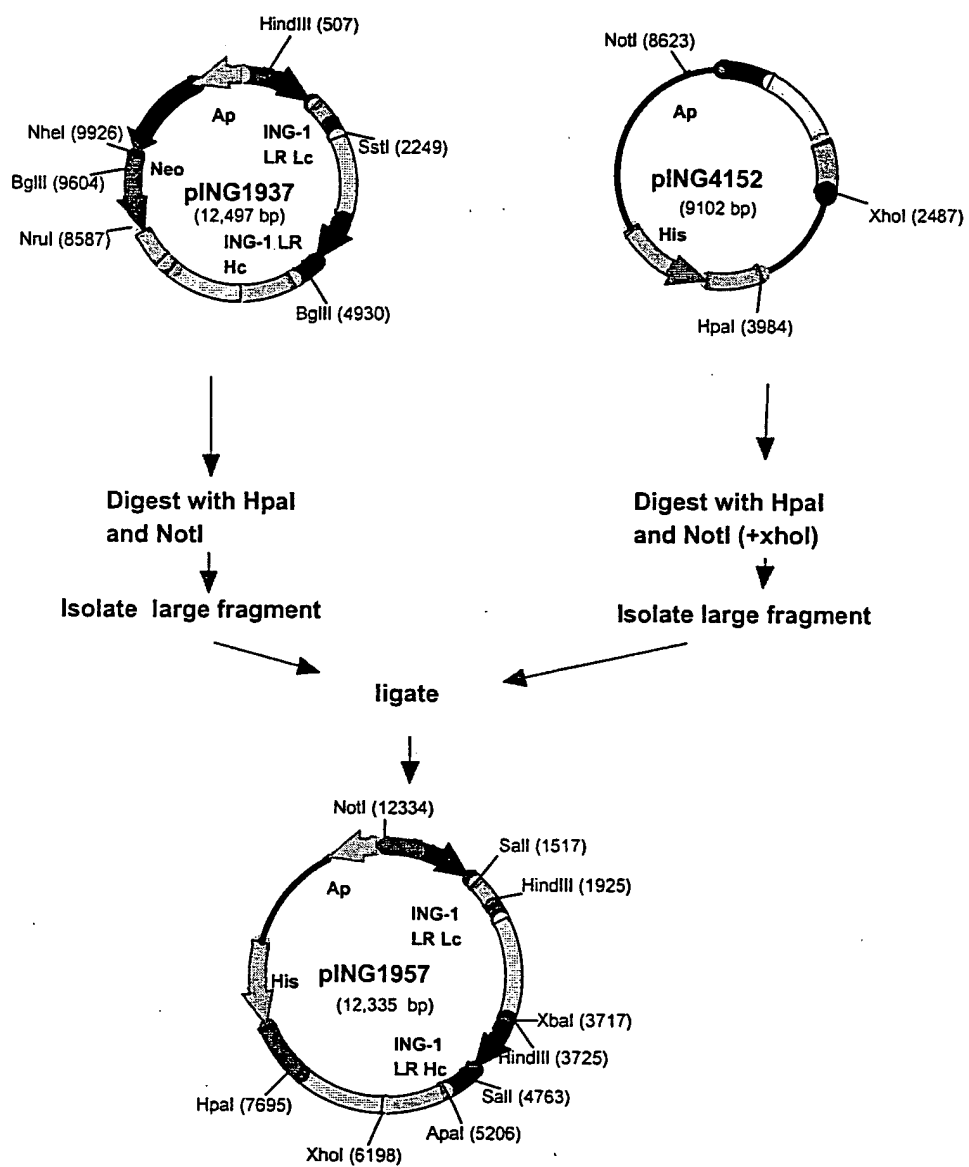 HindIII (507)
Ap
NheI (9926)
ING-1
LR Lc
SstI (2249)
BglII (9604)
Neo
pING1937
(12,497 bp)
NruI (8587)
ING-1 LR
Hc
BglII (4930)
NotI (8623)
Ap
pING4152
(9102 bp)
XhoI (2487)
His
HpaI (3984)
Digest with HpaI
and NotI
Isolate large fragment
Digest with HpaI
and NotI (+xhoI)
Isolate large fragment
ligate
NotI (12334)
Ap
SalI (1517)
HindIII (1925)
ING-1
LR Lc
His
pING1957
(12,335 bp)
XbaI (3717)
ING-1
LR Hc
HindIII (3725)
SalI (4763)
HpaI (7695)
ApaI (5206)
XhoI (6198)